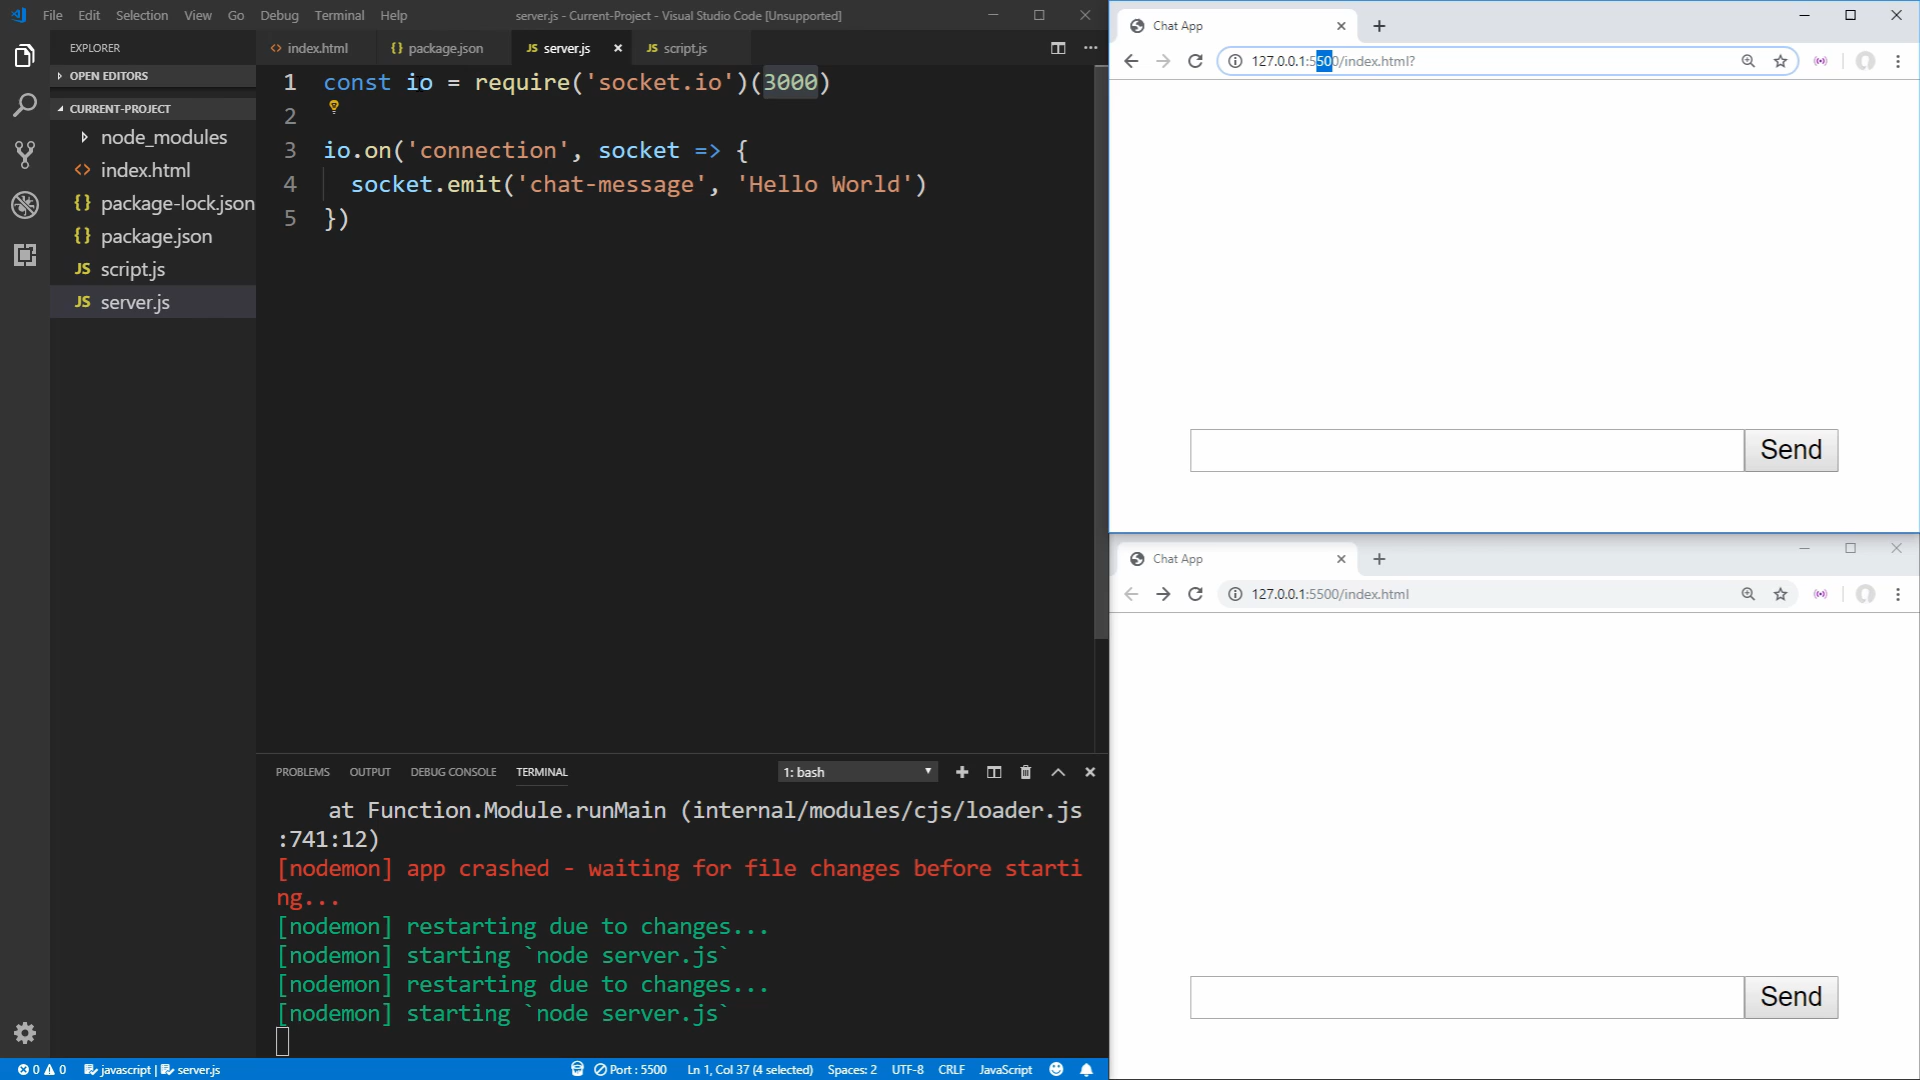 File Edit Selection View Go Debug Terminal Help
server.js - Current-Project - Visual Studio Code [Unsupported]
EXPLORER
OPEN EDITORS
CURRENT-PROJECT
node_modules
<> index.html
{} package-lock.json
{} package.json
JS script.js
JS server.js
<> index.html {} package.json JS server.js JS script.js
1 const io = require('socket.io')(3000)
2
3 io.on('connection', socket => {
4 socket.emit('chat-message', 'Hello World')
5 })
PROBLEMS OUTPUT DEBUG CONSOLE TERMINAL
1: bash
at Function.Module.runMain (internal/modules/cjs/loader.js
:741:12)
[nodemon] app crashed - waiting for file changes before starti
ng...
[nodemon] restarting due to changes...
[nodemon] starting `node server.js`
[nodemon] restarting due to changes...
[nodemon] starting `node server.js`
0 0 javascript | server.js Port : 5500 Ln 1, Col 37 (4 selected) Spaces: 2 UTF-8 CRLF JavaScript
Chat App
127.0.0.1:5500/index.html?
Send
Chat App
127.0.0.1:5500/index.html
Send